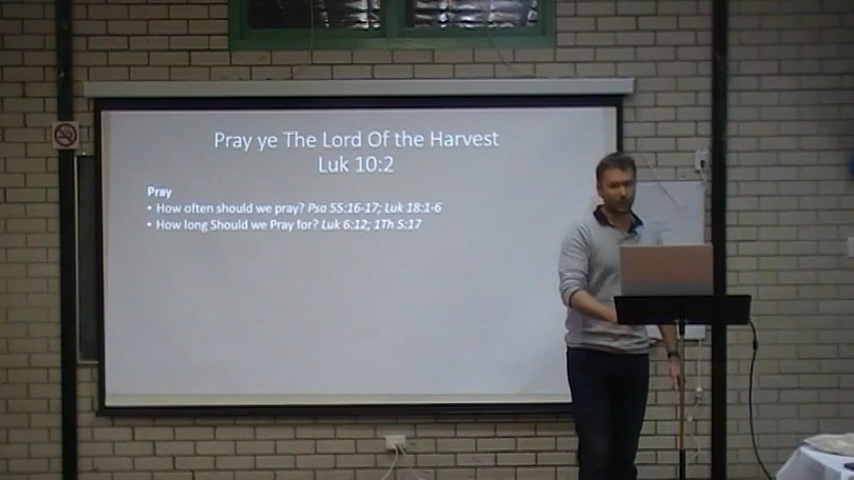 Pray ye The Lord Of the Harvest
Luk 10:2
Pray
• How often should we pray? Psa 55:16-17; Luk 18:1-6
• How long Should we Pray for? Luk 6:12; 1Th 5:17